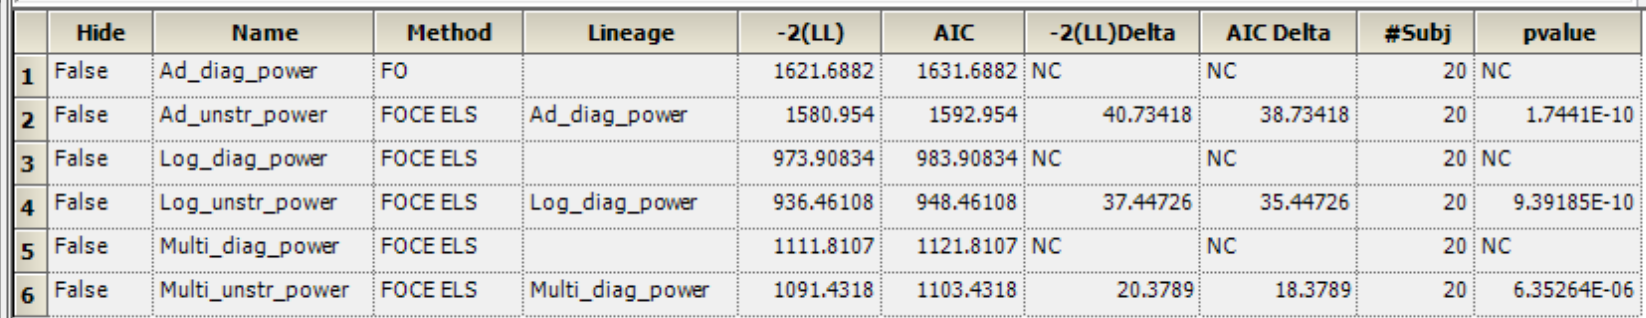 Hide Name Method Lineage -2(LL) AIC -2(LL)Delta AIC Delta #Subj pvalue
1 False Ad_diag_power FO 1621.6882 1631.6882 NC NC 20 NC
2 False Ad_unstr_power FOCE ELS Ad_diag_power 1580.954 1592.954 40.73418 38.73418 20 1.7441E-10
3 False Log_diag_power FOCE ELS 973.90834 983.90834 NC NC 20 NC
4 False Log_unstr_power FOCE ELS Log_diag_power 936.46108 948.46108 37.44726 35.44726 20 9.39185E-10
5 False Multi_diag_power FOCE ELS 1111.8107 1121.8107 NC NC 20 NC
6 False Multi_unstr_power FOCE ELS Multi_diag_power 1091.4318 1103.4318 20.3789 18.3789 20 6.35264E-06